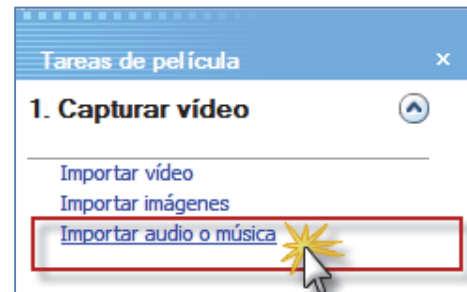 Tareas de película
1. Capturar vídeo
Importar vídeo
Importar imágenes
Importar audio o música